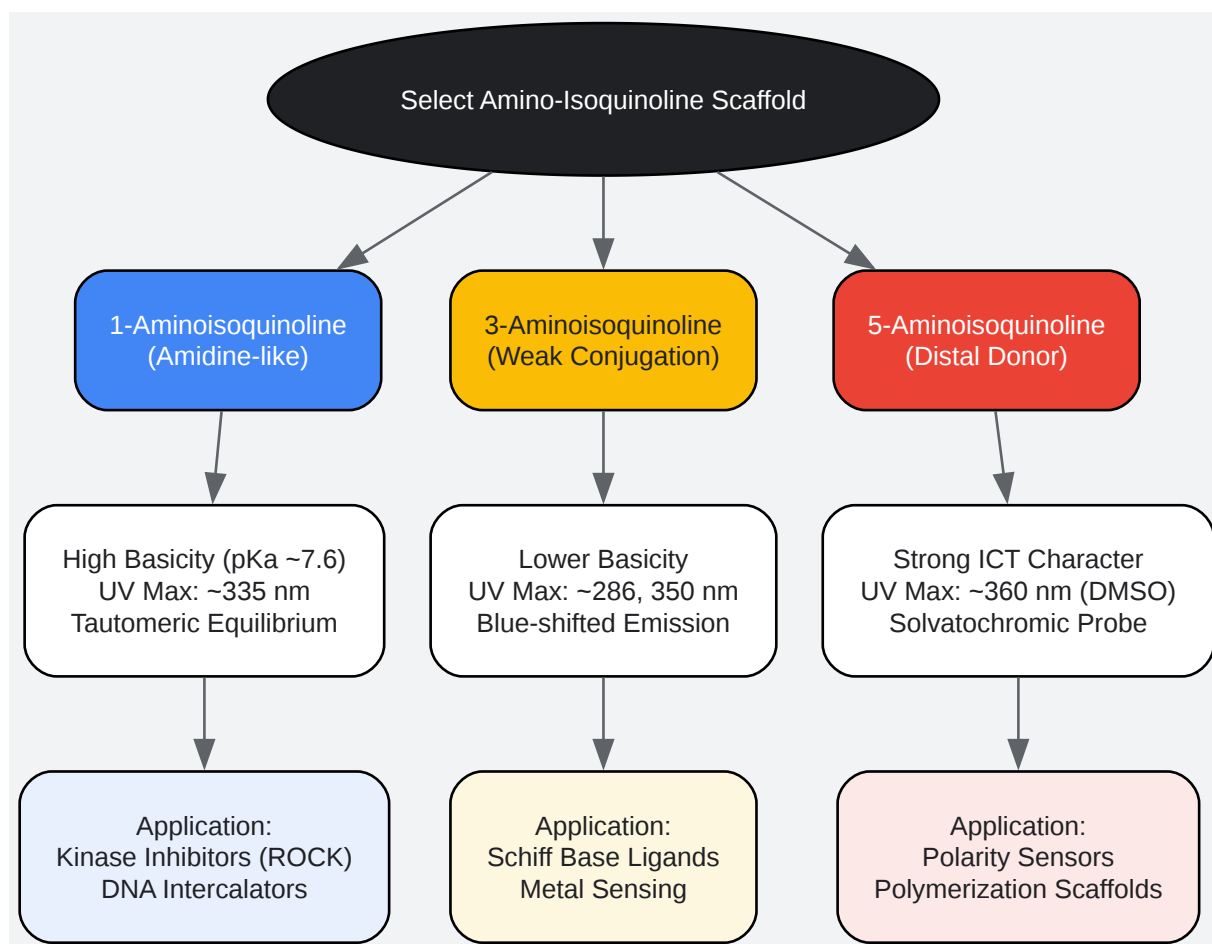 Select Amino-Isoquinoline Scaffold
1-Aminoisoquinoline
(Amidine-like)
3-Aminoisoquinoline
(Weak Conjugation)
5-Aminoisoquinoline
(Distal Donor)
High Basicity (pKa ~7.6)
UV Max: ~335 nm
Tautomeric Equilibrium
Lower Basicity
UV Max: ~286, 350 nm
Blue-shifted Emission
Strong ICT Character
UV Max: ~360 nm (DMSO)
Solvatochromic Probe
Application:
Kinase Inhibitors (ROCK)
DNA Intercalators
Application:
Schiff Base Ligands
Metal Sensing
Application:
Polarity Sensors
Polymerization Scaffolds